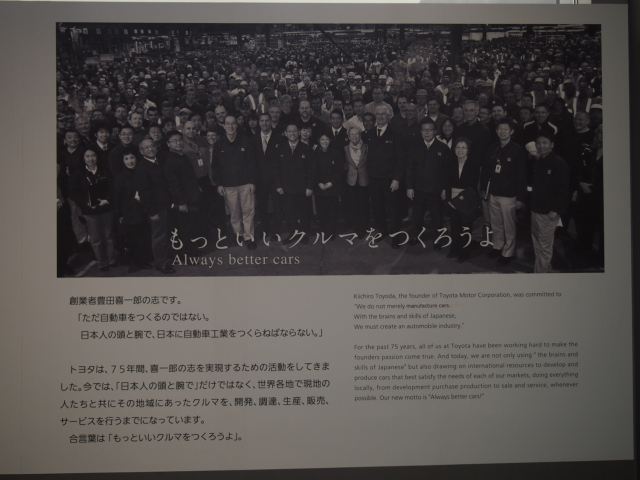 もっといいクルマをつくろうよ
Always better cars
創業者豊田喜一郎の志です。
「ただ自動車をつくるのではない。
日本人の頭と腕で、日本に自動車工業をつくらねばならない。」
トヨタは、75年間、喜一郎の志を実現するための活動をしてきま
した。今では、「日本人の頭と腕で」だけではなく、世界各地で現地の
人たちと共にその地域にあったクルマを、開発、調達、生産、販売、
サービスを行うまでになっています。
合言葉は「もっといいクルマをつくろうよ」。
Kiichiro Toyoda, the founder of Toyota Motor Corporation, was committed to
"We do not merely manufacture cars.
With the brains and skills of Japanese,
We must create an automobile industry."
For the past 75 years, all of us at Toyota have been working hard to make the
founders passion come true. And today, we are not only using " the brains and
skills of Japanese" but also drawing on international resources to develop and
produce cars that best satisfy the needs of each of our markets, doing everything
locally, from development purchase production to sale and service, whenever
possible. Our new motto is "Always better cars!"